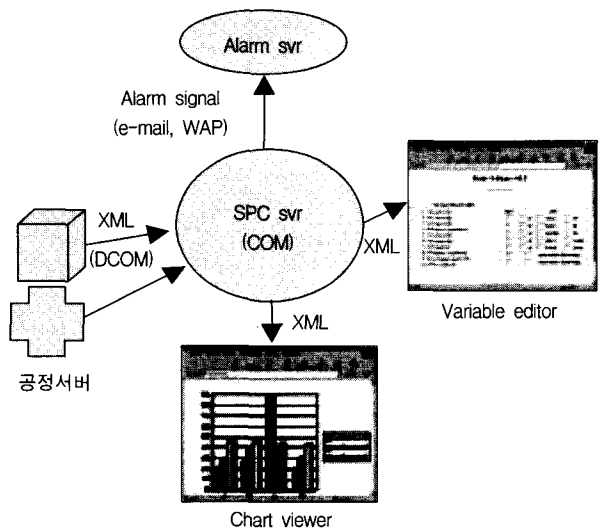 Alarm svr
Alarm signal
(e-mail, WAP)
SPC svr
(COM)
XML
(DCOM)
XML
XML
공정서버
Variable editor
Chart viewer